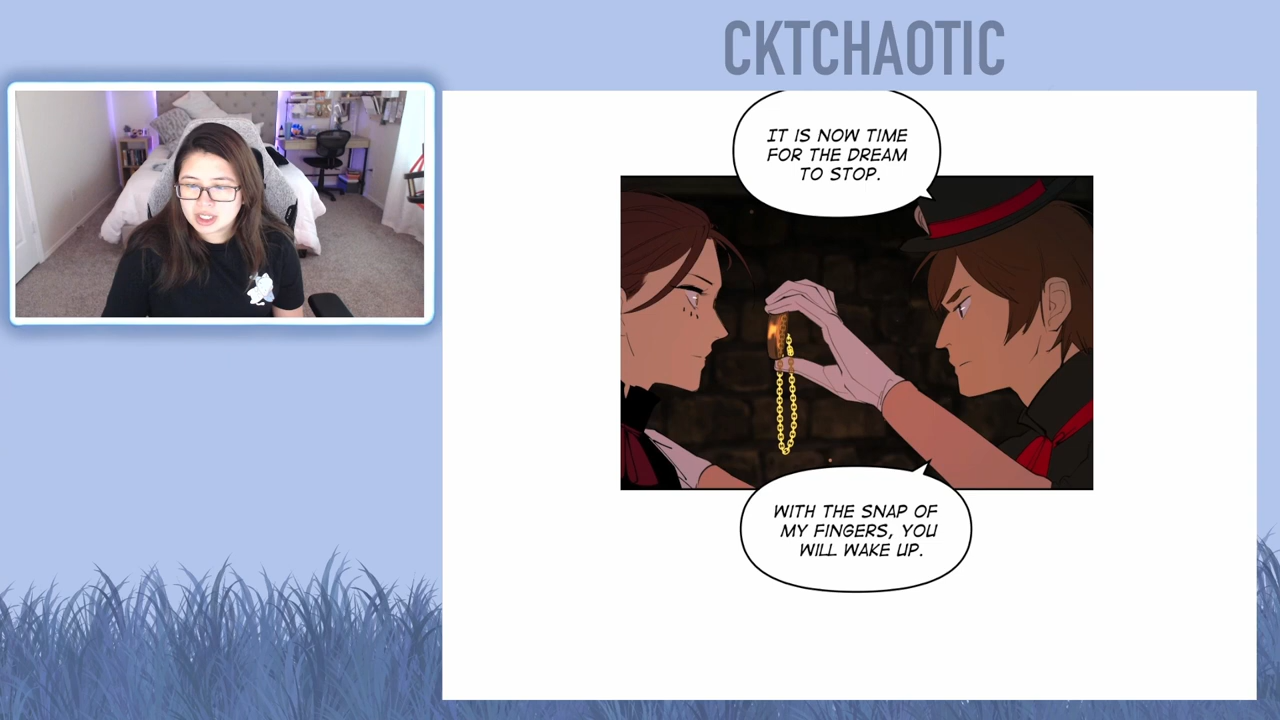 CKTCHAOTIC
IT IS NOW TIME
FOR THE DREAM
TO STOP.
WITH THE SNAP OF
MY FINGERS, YOU
WILL WAKE UP.